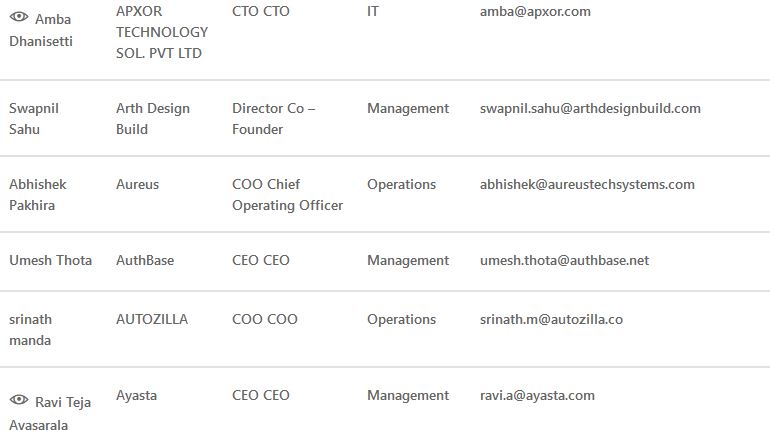 Amba Dhanisetti APXOR TECHNOLOGY SOL. PVT LTD CTO CTO IT amba@apxor.com
Swapnil Sahu Arth Design Build Director Co – Founder Management swapnil.sahu@arthdesignbuild.com
Abhishek Pakhira Aureus COO Chief Operating Officer Operations abhishek@aureustechsystems.com
Umesh Thota AuthBase CEO CEO Management umesh.thota@authbase.net
srinath manda AUTOZILLA COO COO Operations srinath.m@autozilla.co
Ravi Teja Avasarala Ayasta CEO CEO Management ravi.a@ayasta.com